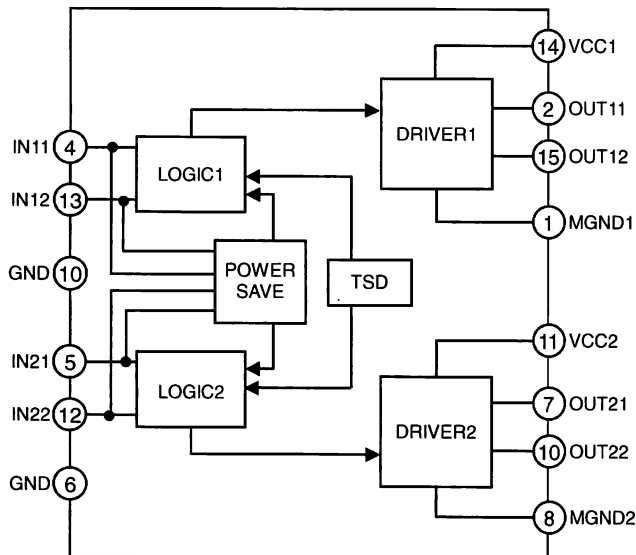 14 VCC1
2 OUT11
DRIVER1
IN11 4
15 OUT12
LOGIC1
IN12 13
1 MGND1
POWER
SAVE
GND 10
TSD
11 VCC2
IN21 5
LOGIC2
7 OUT21
IN22 12
DRIVER2
10 OUT22
GND 6
8 MGND2